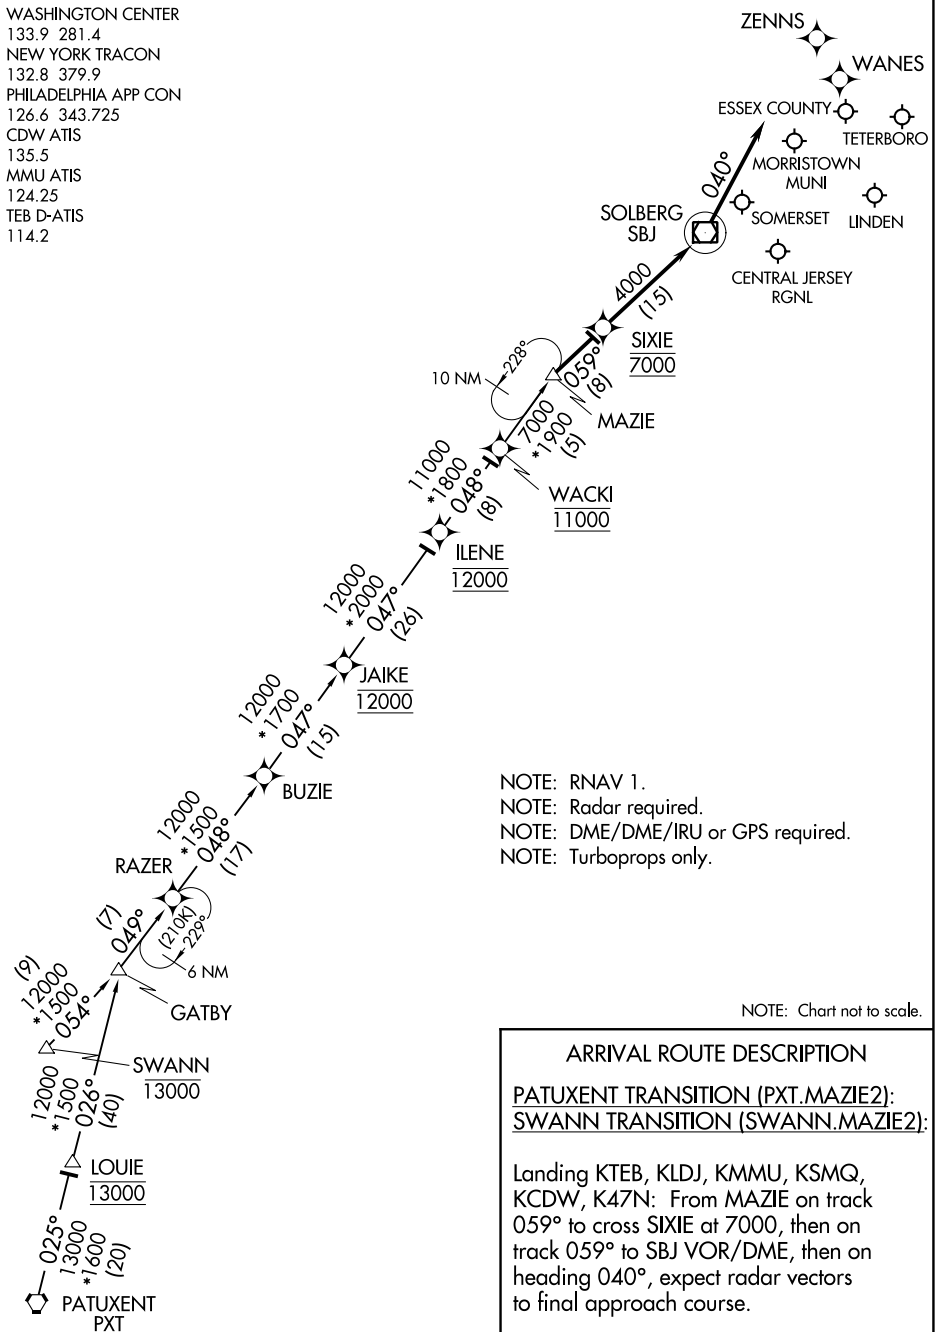 WASHINGTON CENTER
133.9 281.4
NEW YORK TRACON
132.8 379.9
PHILADELPHIA APP CON
126.6 343.725
CDW ATIS
135.5
MMU ATIS
124.25
TEB D-ATIS
114.2
ZENNS
WANES
ESSEX COUNTY
TETERBORO
MORRISTOWN
MUNI
040°
SOLBERG
SBJ
SOMERSET
LINDEN
CENTRAL JERSEY
RGNL
4000
(15)
SIXIE
7000
228°
10 NM
059°
(8)
MAZIE
7000
*1900
(5)
WACKI
11000
11000
*1800
048°
(8)
ILENE
12000
12000
*2000
047°
(26)
JAIKE
12000
12000
*1700
047°
(15)
BUZIE
NOTE: RNAV 1.
NOTE: Radar required.
NOTE: DME/DME/IRU or GPS required.
NOTE: Turboprops only.
12000
*1500
048°
(17)
RAZER
(7)
049°
(210K)
229°
6 NM
GATBY
(9)
12000
*1500
054°
SWANN
13000
12000
*1500
026°
(40)
LOUIE
13000
025°
13000
*1600
(20)
PATUXENT
PXT
NOTE: Chart not to scale.
ARRIVAL ROUTE DESCRIPTION
PATUXENT TRANSITION (PXT.MAZIE2):
SWANN TRANSITION (SWANN.MAZIE2):
Landing KTEB, KLDJ, KMMU, KSMQ,
KCDW, K47N: From MAZIE on track
059° to cross SIXIE at 7000, then on
track 059° to SBJ VOR/DME, then on
heading 040°, expect radar vectors
to final approach course.